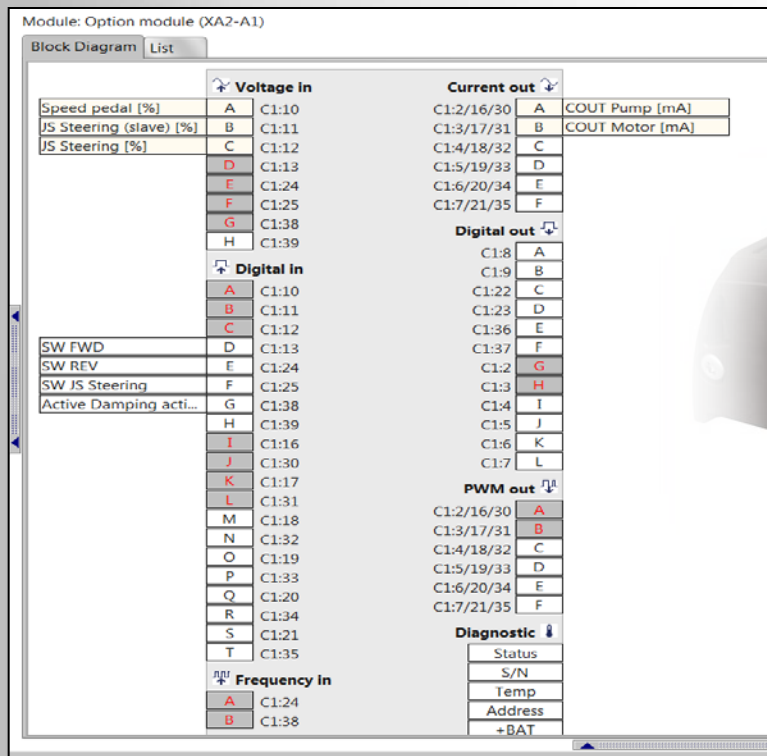 Module: Option module (XA2-A1)
Block Diagram List
Voltage in
Speed pedal [%] A C1:10
JS Steering (slave) [%] B C1:11
JS Steering [%] C C1:12
D C1:13
E C1:24
F C1:25
G C1:38
H C1:39
Digital in
A C1:10
B C1:11
C C1:12
SW FWD D C1:13
SW REV E C1:24
SW JS Steering F C1:25
Active Damping acti... G C1:38
H C1:39
I C1:16
J C1:30
K C1:17
L C1:31
M C1:18
N C1:32
O C1:19
P C1:33
Q C1:20
R C1:34
S C1:21
T C1:35
Frequency in
A C1:24
B C1:38
Current out
C1:2/16/30 A COUT Pump [mA]
C1:3/17/31 B COUT Motor [mA]
C1:4/18/32 C
C1:5/19/33 D
C1:6/20/34 E
C1:7/21/35 F
Digital out
C1:8 A
C1:9 B
C1:22 C
C1:23 D
C1:36 E
C1:37 F
C1:2 G
C1:3 H
C1:4 I
C1:5 J
C1:6 K
C1:7 L
PWM out
C1:2/16/30 A
C1:3/17/31 B
C1:4/18/32 C
C1:5/19/33 D
C1:6/20/34 E
C1:7/21/35 F
Diagnostic
Status
S/N
Temp
Address
+BAT